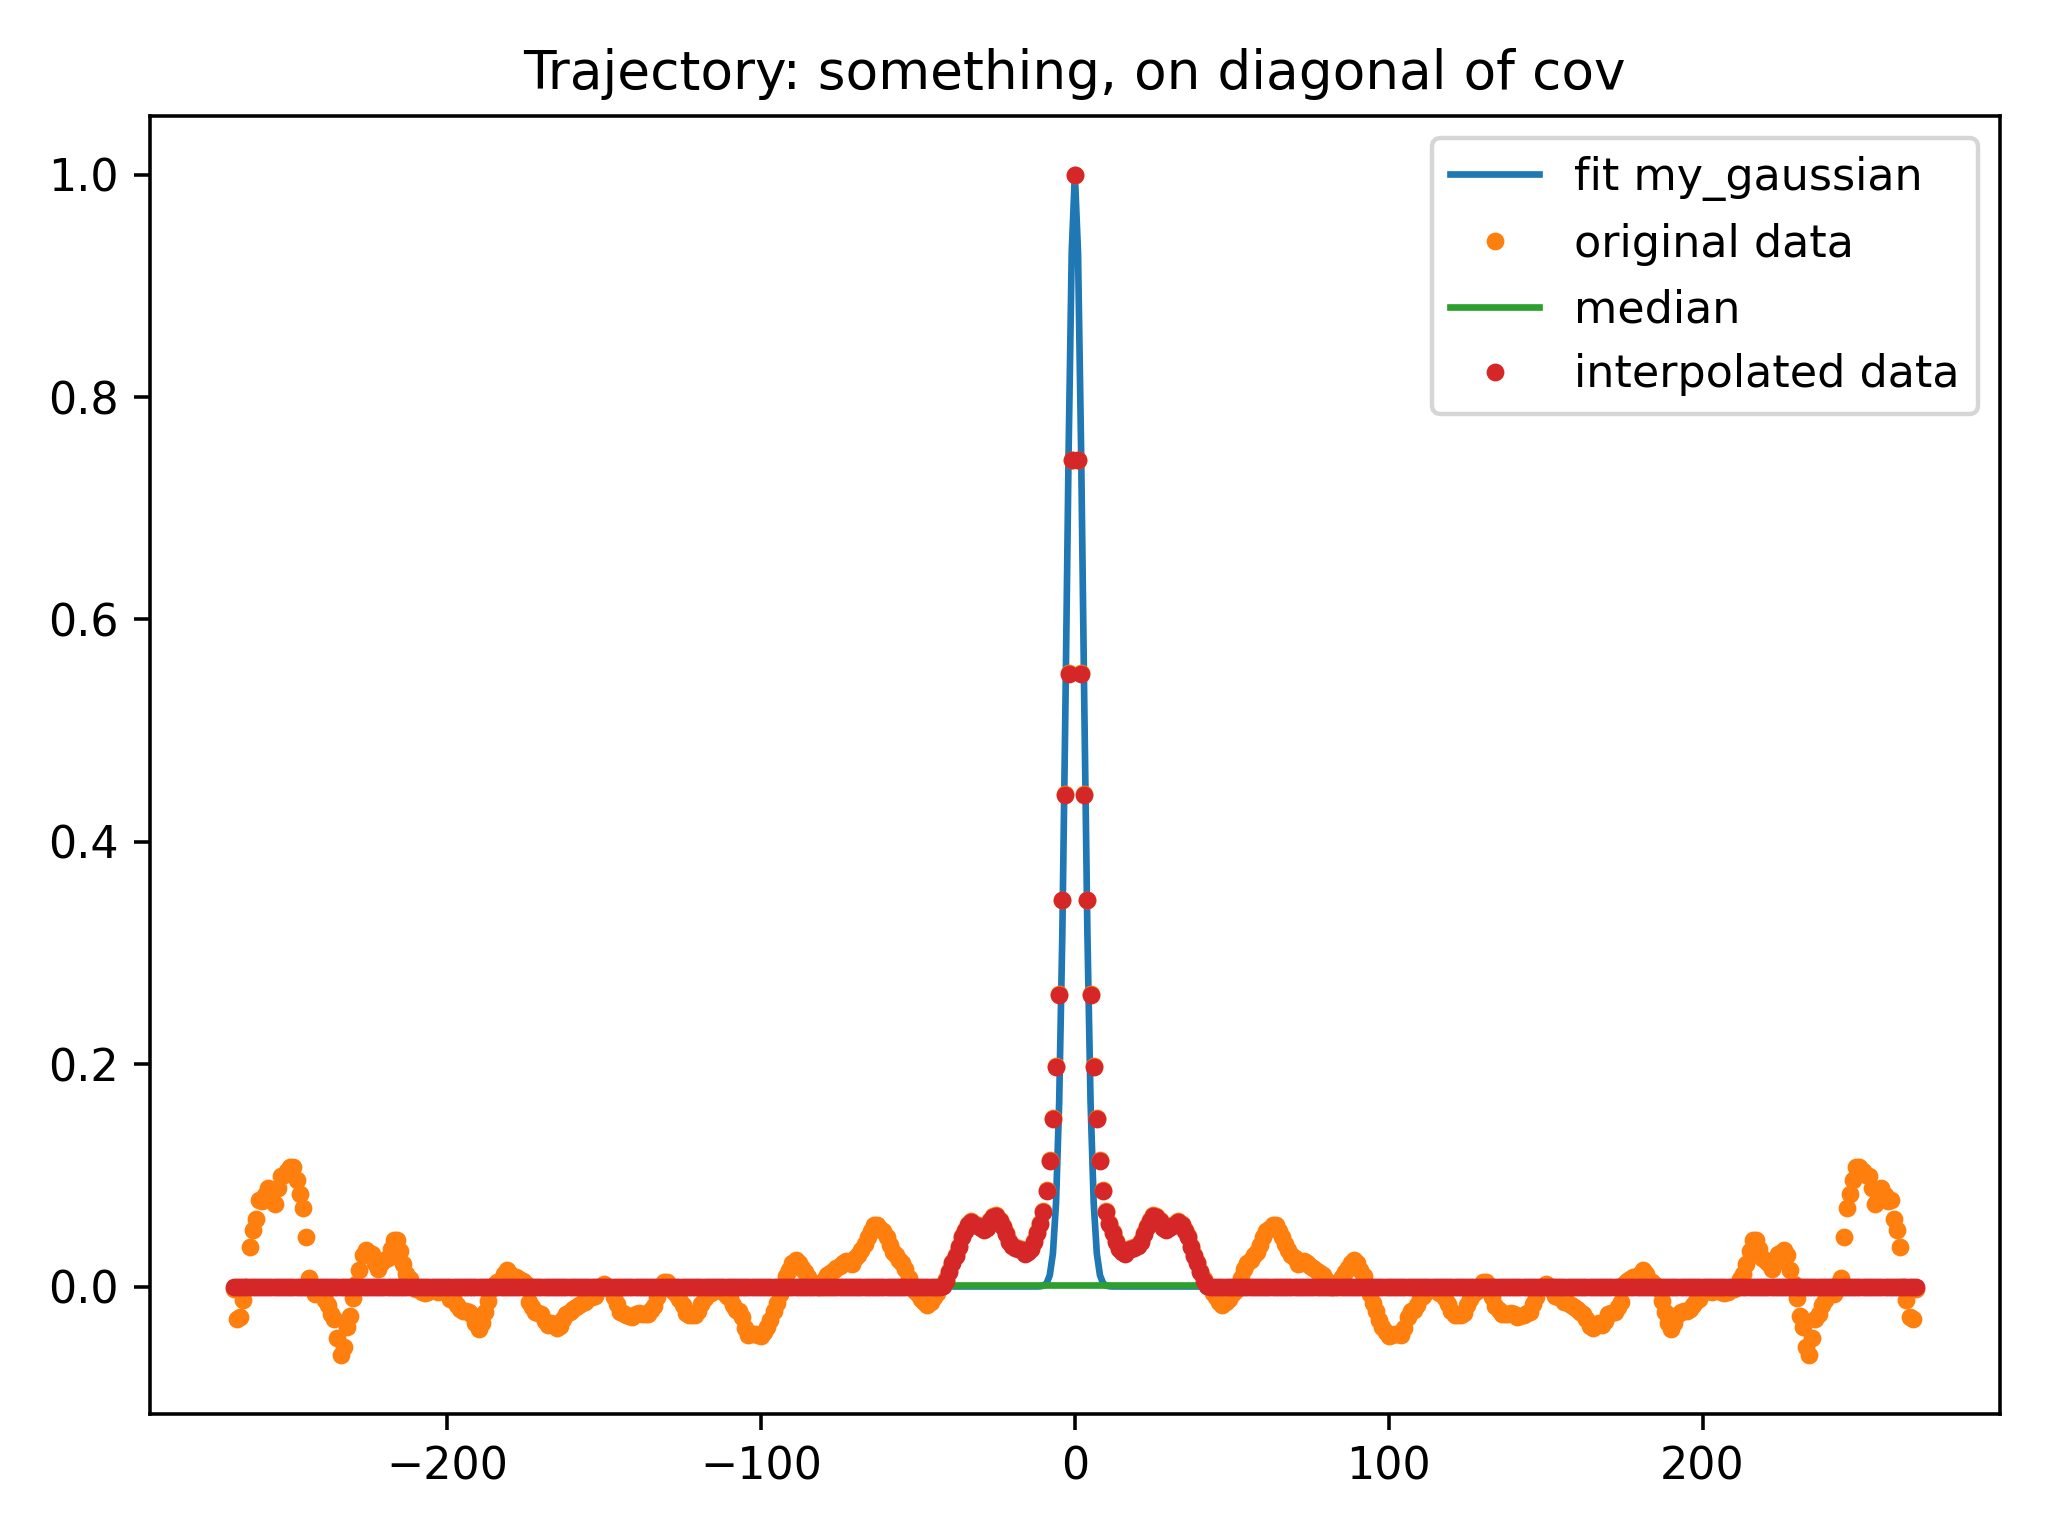 Trajectory: something, on diagonal of cov
fit my_gaussian
original data
median
interpolated data
1.0
0.8
0.6
0.4
0.2
0.0
−200
−100
0
100
200